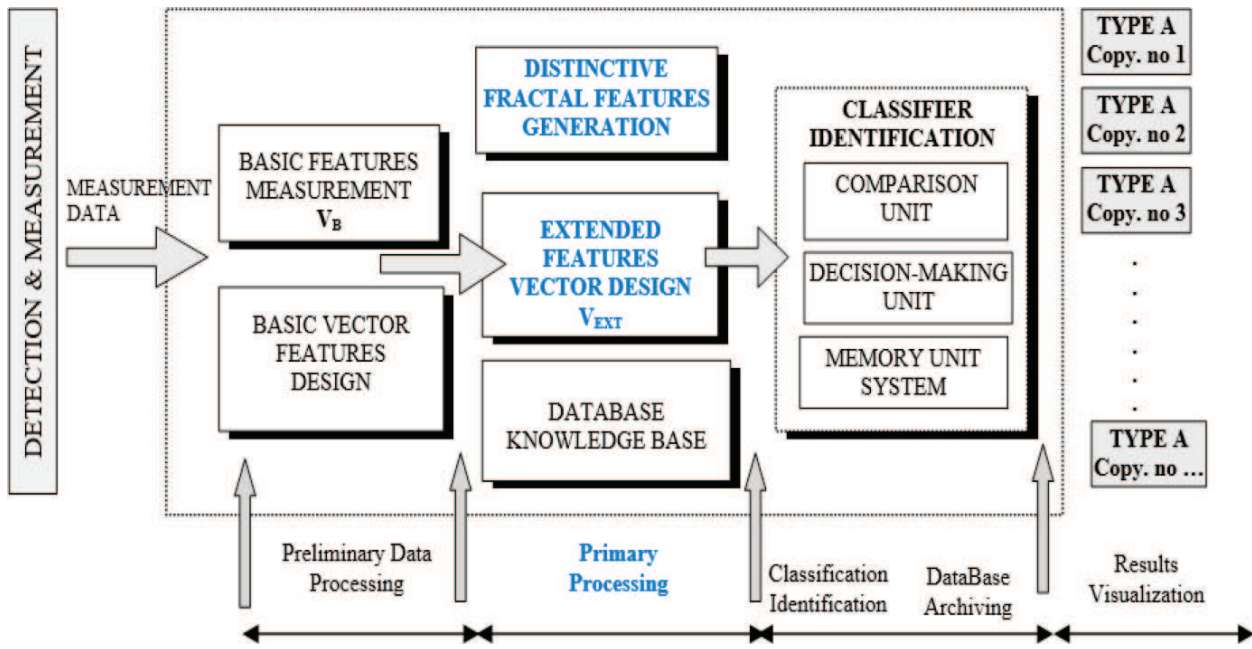 DETECTION & MEASUREMENT
MEASUREMENT
DATA
BASIC FEATURES
MEASUREMENT
V_B
BASIC VECTOR
FEATURES
DESIGN
DISTINCTIVE
FRACTAL FEATURES
GENERATION
EXTENDED
FEATURES
VECTOR DESIGN
V_EXT
DATABASE
KNOWLEDGE BASE
CLASSIFIER
IDENTIFICATION
COMPARISON
UNIT
DECISION-MAKING
UNIT
MEMORY UNIT
SYSTEM
TYPE A
Copy. no 1
TYPE A
Copy. no 2
TYPE A
Copy. no 3
.
.
.
.
.
.
TYPE A
Copy. no ...
Preliminary Data
Processing
Primary
Processing
Classification
Identification
DataBase
Archiving
Results
Visualization